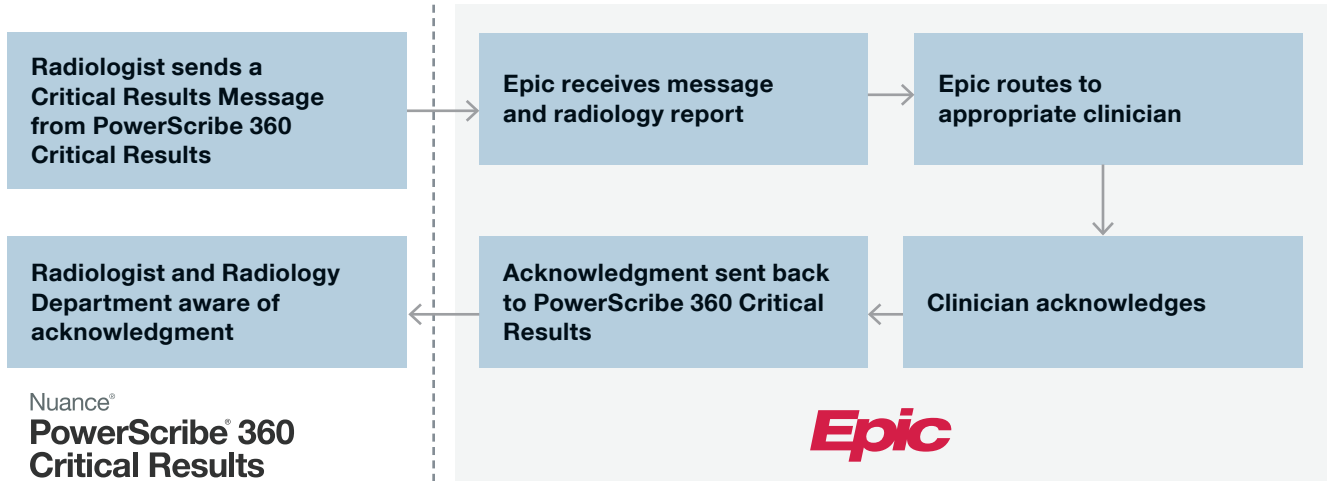 Radiologist sends a
Critical Results Message
from PowerScribe 360
Critical Results
Epic receives message
and radiology report
Epic routes to
appropriate clinician
Radiologist and Radiology
Department aware of
acknowledgment
Acknowledgment sent back
to PowerScribe 360 Critical
Results
Clinician acknowledges
Nuance®
PowerScribe® 360
Critical Results
Epic